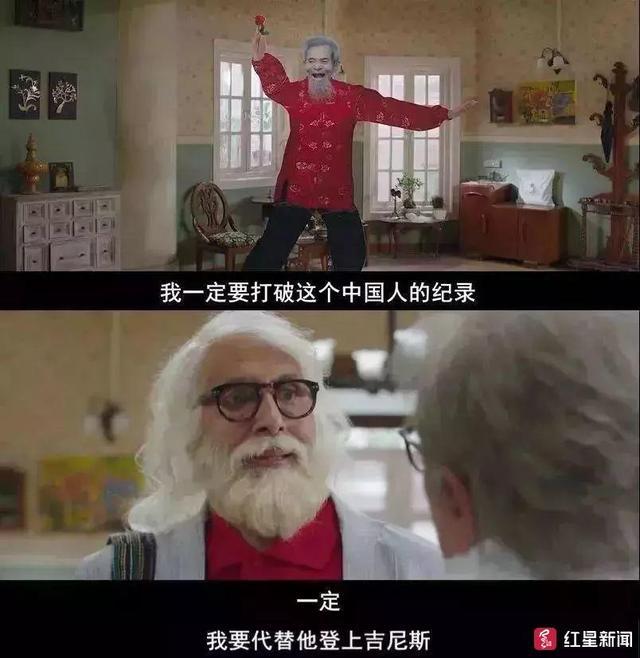 我一定要打破这个中国人的纪录
一定
我要代替他登上吉尼斯
红星新闻